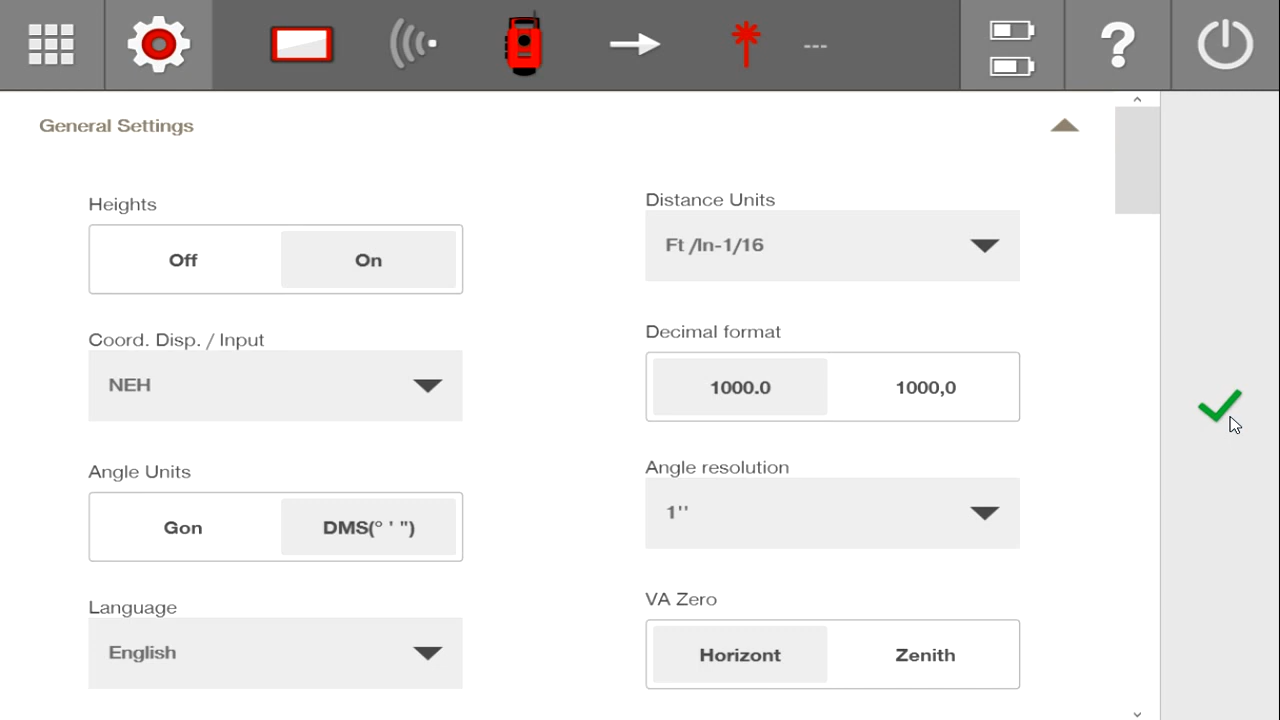 ---
?
General Settings
Heights
Off On
Distance Units
Ft /In-1/16
Coord. Disp. / Input
NEH
Decimal format
1000.0 1000,0
Angle Units
Gon DMS(° ' ")
Angle resolution
1''
Language
English
VA Zero
Horizont Zenith